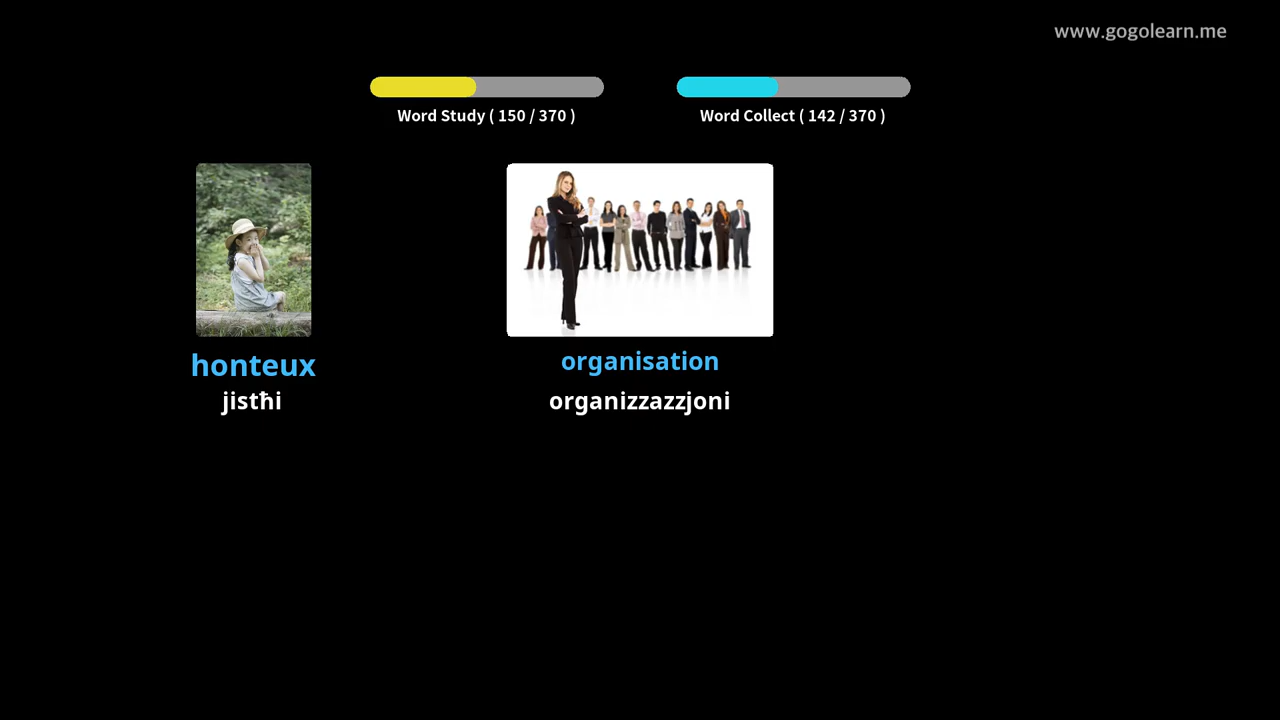 www.gogolearn.me
Word Study ( 150 / 370 )
Word Collect ( 142 / 370 )
honteux
jistħi
organisation
organizzazzjoni